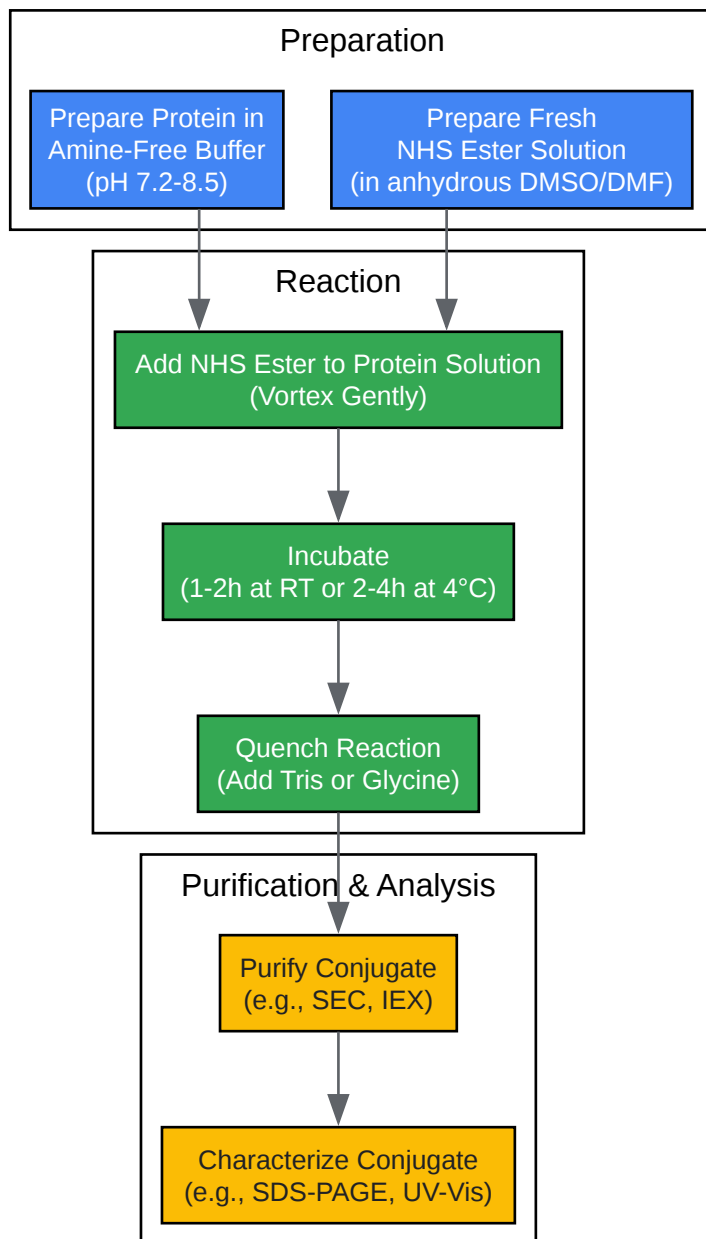 Preparation
Prepare Protein in
Amine-Free Buffer
(pH 7.2-8.5)
Prepare Fresh
NHS Ester Solution
(in anhydrous DMSO/DMF)
Reaction
Add NHS Ester to Protein Solution
(Vortex Gently)
Incubate
(1-2h at RT or 2-4h at 4°C)
Quench Reaction
(Add Tris or Glycine)
Purification & Analysis
Purify Conjugate
(e.g., SEC, IEX)
Characterize Conjugate
(e.g., SDS-PAGE, UV-Vis)